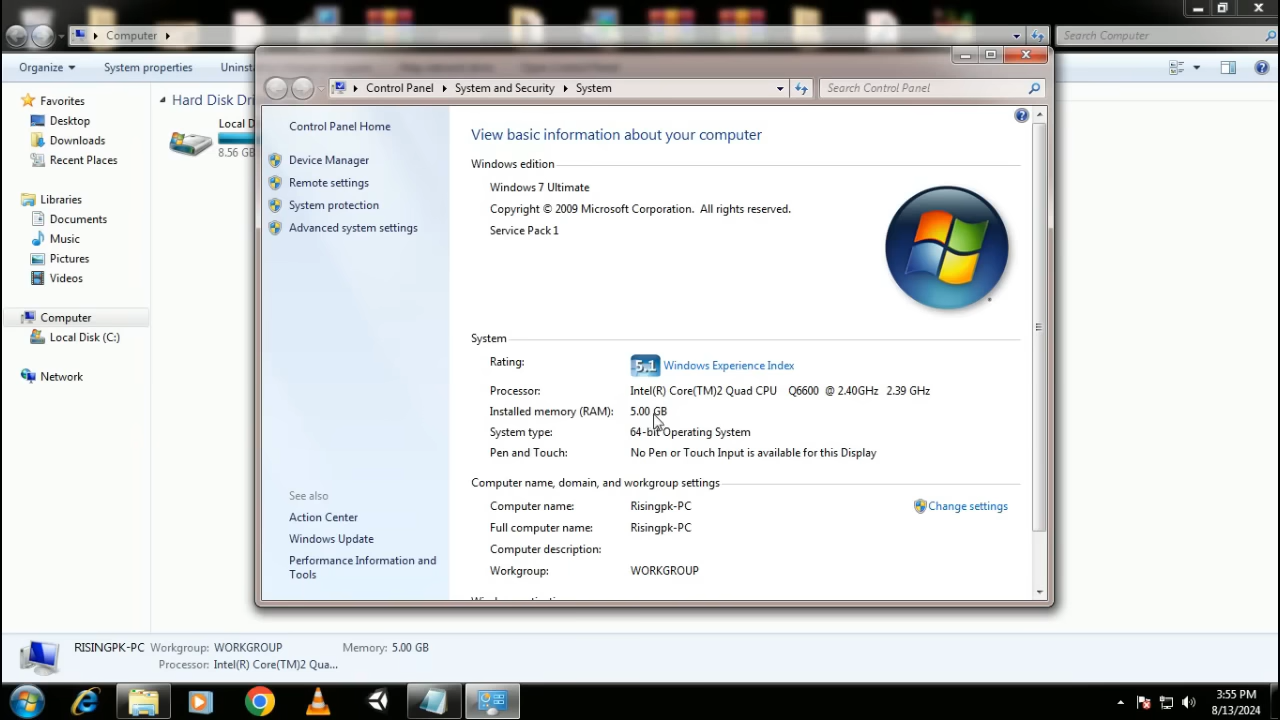 Computer
Search Computer
Organize
System properties
Favorites
Desktop
Downloads
Recent Places
Libraries
Documents
Music
Pictures
Videos
Computer
Local Disk (C:)
Network
8.56 GB
Control Panel
System and Security
System
Search Control Panel
Control Panel Home
Device Manager
Remote settings
System protection
Advanced system settings
See also
Action Center
Windows Update
Performance Information and
Tools
View basic information about your computer
Windows edition
Windows 7 Ultimate
Copyright © 2009 Microsoft Corporation. All rights reserved.
Service Pack 1
System
Rating:
5.1 Windows Experience Index
Processor: Intel(R) Core(TM)2 Quad CPU Q6600 @ 2.40GHz 2.39 GHz
Installed memory (RAM): 5.00 GB
System type: 64-bit Operating System
Pen and Touch: No Pen or Touch Input is available for this Display
Computer name, domain, and workgroup settings
Computer name: Risingpk-PC
Change settings
Full computer name: Risingpk-PC
Computer description:
Workgroup: WORKGROUP
RISINGPK-PC Workgroup: WORKGROUP Memory: 5.00 GB
Processor: Intel(R) Core(TM)2 Qua...
3:55 PM
8/13/2024